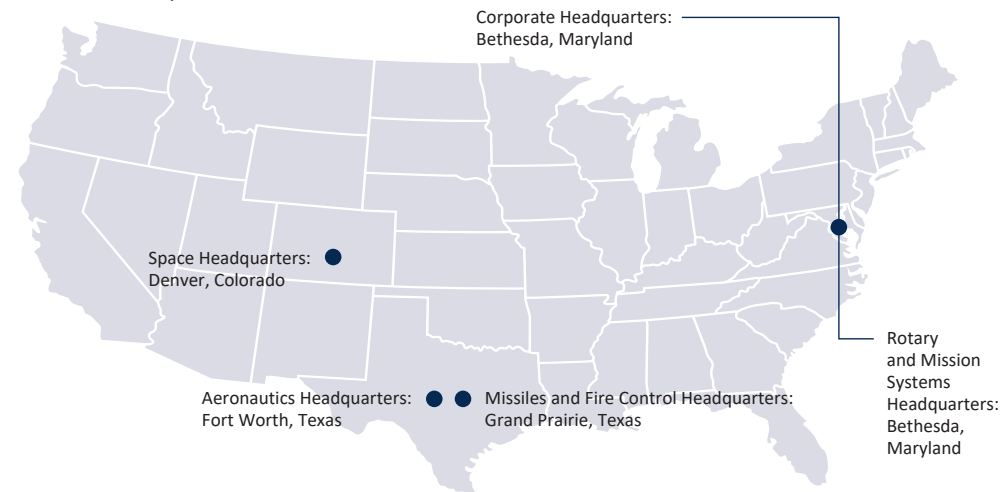 Corporate Headquarters:
Bethesda, Maryland
Space Headquarters:
Denver, Colorado
Aeronautics Headquarters:
Fort Worth, Texas
Missiles and Fire Control Headquarters:
Grand Prairie, Texas
Rotary
and Mission
Systems
Headquarters:
Bethesda,
Maryland